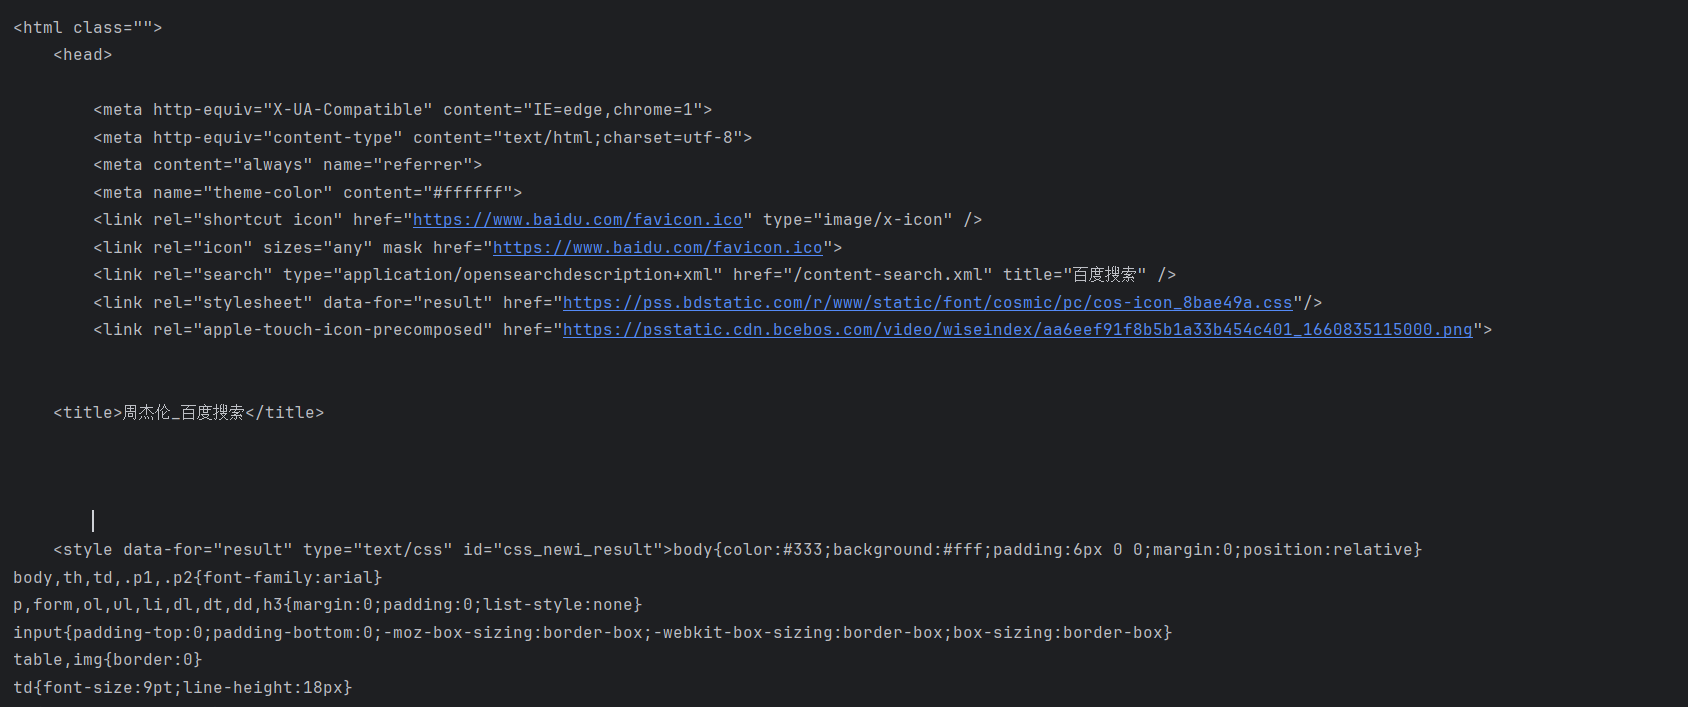 <html class="">
<head>
<meta http-equiv="X-UA-Compatible" content="IE=edge,chrome=1">
<meta http-equiv="content-type" content="text/html;charset=utf-8">
<meta content="always" name="referrer">
<meta name="theme-color" content="#ffffff">
<link rel="shortcut icon" href="https://www.baidu.com/favicon.ico" type="image/x-icon" />
<link rel="icon" sizes="any" mask href="https://www.baidu.com/favicon.ico">
<link rel="search" type="application/opensearchdescription+xml" href="/content-search.xml" title="百度搜索" />
<link rel="stylesheet" data-for="result" href="https://pss.bdstatic.com/r/www/static/font/cosmic/pc/cos-icon_8bae49a.css"/>
<link rel="apple-touch-icon-precomposed" href="https://psstatic.cdn.bcebos.com/video/wiseindex/aa6eef91f8b5b1a33b454c401_1660835115000.png">
<title>周杰伦_百度搜索</title>
<style data-for="result" type="text/css" id="css_newi_result">body{color:#333;background:#fff;padding:6px 0 0;margin:0;position:relative}
body,th,td,.p1,.p2{font-family:arial}
p,form,ol,ul,li,dl,dt,dd,h3{margin:0;padding:0;list-style:none}
input{padding-top:0;padding-bottom:0;-moz-box-sizing:border-box;-webkit-box-sizing:border-box;box-sizing:border-box}
table,img{border:0}
td{font-size:9pt;line-height:18px}